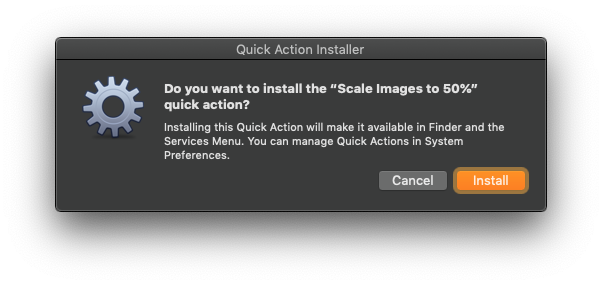 Quick Action Installer
Do you want to install the “Scale Images to 50%”
quick action?
Installing this Quick Action will make it available in Finder and the
Services Menu. You can manage Quick Actions in System
Preferences.
Cancel
Install